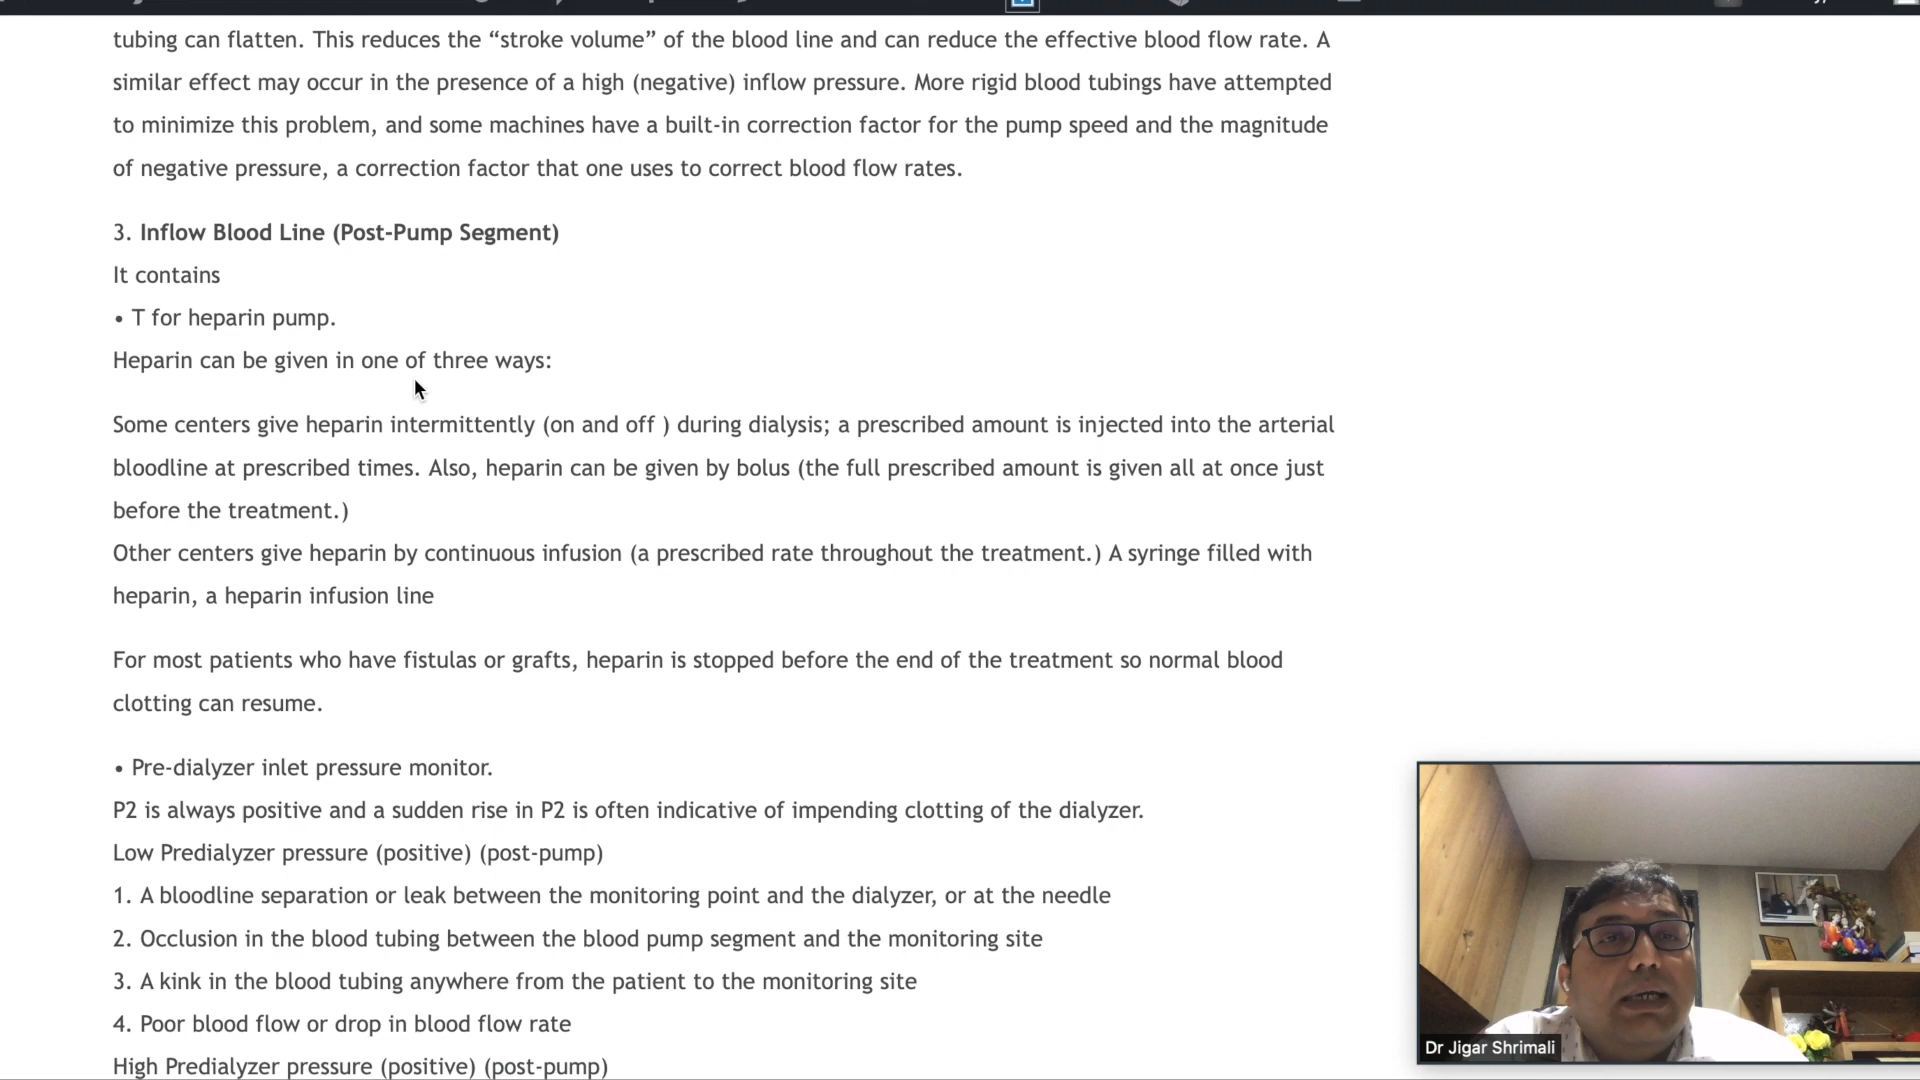 tubing can flatten. This reduces the “stroke volume” of the blood line and can reduce the effective blood flow rate. A
similar effect may occur in the presence of a high (negative) inflow pressure. More rigid blood tubings have attempted
to minimize this problem, and some machines have a built-in correction factor for the pump speed and the magnitude
of negative pressure, a correction factor that one uses to correct blood flow rates.
3. Inflow Blood Line (Post-Pump Segment)
It contains
• T for heparin pump.
Heparin can be given in one of three ways:
Some centers give heparin intermittently (on and off ) during dialysis; a prescribed amount is injected into the arterial
bloodline at prescribed times. Also, heparin can be given by bolus (the full prescribed amount is given all at once just
before the treatment.)
Other centers give heparin by continuous infusion (a prescribed rate throughout the treatment.) A syringe filled with
heparin, a heparin infusion line
For most patients who have fistulas or grafts, heparin is stopped before the end of the treatment so normal blood
clotting can resume.
• Pre-dialyzer inlet pressure monitor.
P2 is always positive and a sudden rise in P2 is often indicative of impending clotting of the dialyzer.
Low Predialyzer pressure (positive) (post-pump)
1. A bloodline separation or leak between the monitoring point and the dialyzer, or at the needle
2. Occlusion in the blood tubing between the blood pump segment and the monitoring site
3. A kink in the blood tubing anywhere from the patient to the monitoring site
4. Poor blood flow or drop in blood flow rate
High Predialyzer pressure (positive) (post-pump)
Dr Jigar Shrimali